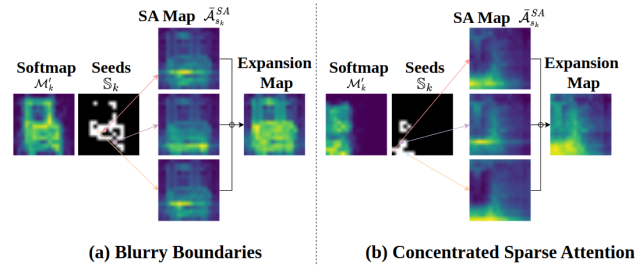 SA Map $\bar{\mathcal{A}}^{SA}_{s_k}$
Softmap Seeds Expansion
$\mathcal{M}'_k$ $\mathbb{S}_k$ Map
(a) Blurry Boundaries
SA Map $\bar{\mathcal{A}}^{SA}_{s_k}$
Softmap Seeds Expansion
$\mathcal{M}'_k$ $\mathbb{S}_k$ Map
(b) Concentrated Sparse Attention